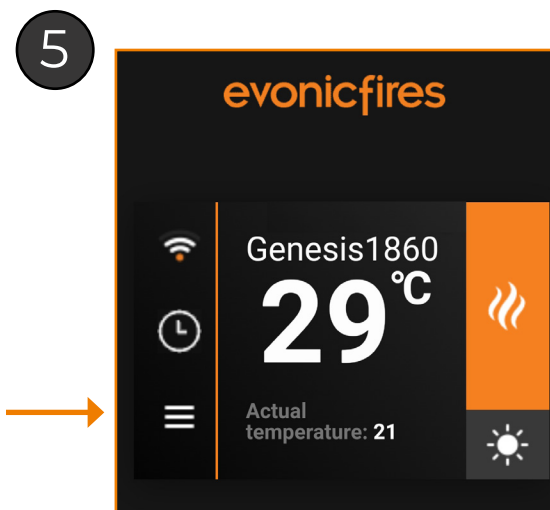 5
evonicfires
Genesis1860
29°C
Actual
temperature: 21